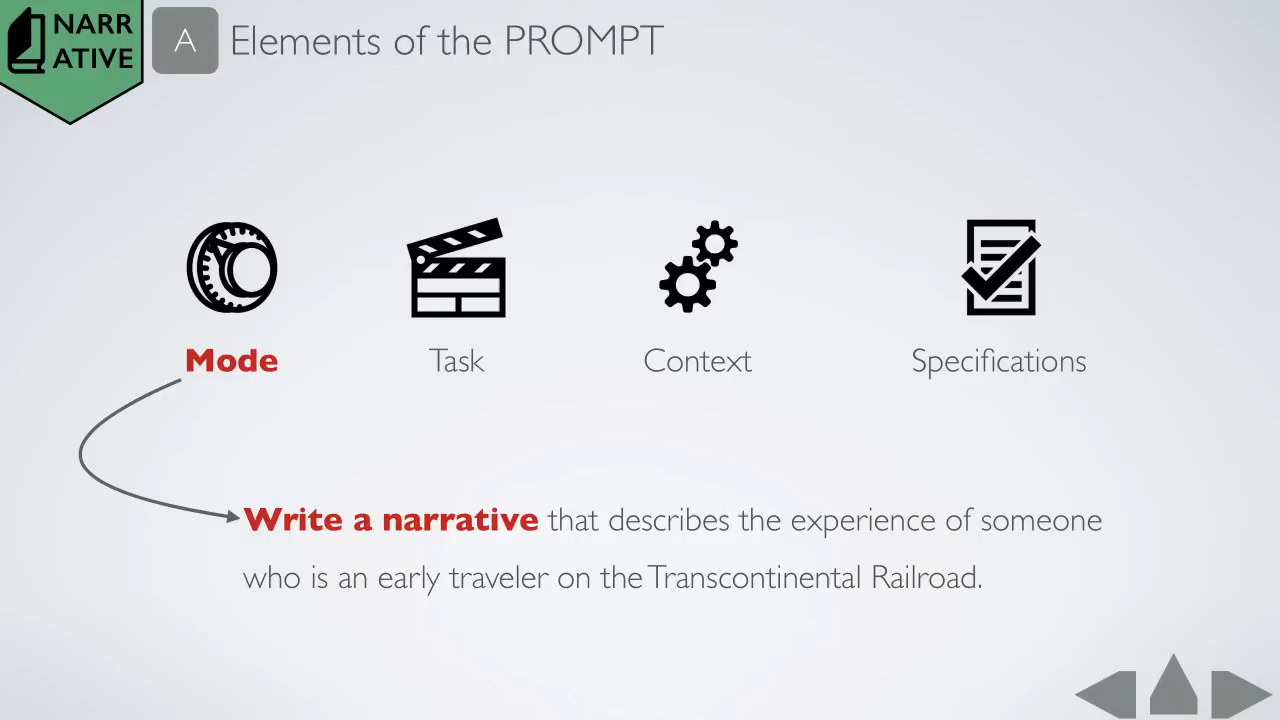 NARR
ATIVE
A
Elements of the PROMPT
Mode
Task
Context
Specifications
Write a narrative that describes the experience of someone
who is an early traveler on the Transcontinental Railroad.